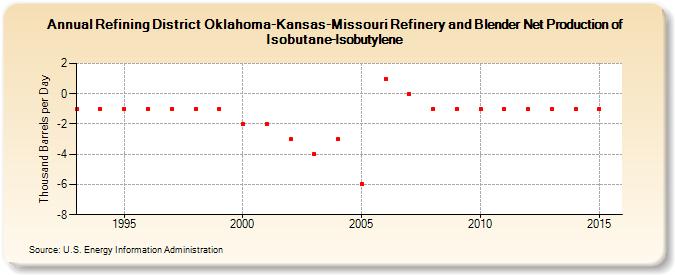 Annual Refining District Oklahoma-Kansas-Missouri Refinery and Blender Net Production of
Isobutane-Isobutylene
Thousand Barrels per Day
2
0
-2
-4
-6
-8
1995
2000
2005
2010
2015
Source: U.S. Energy Information Administration